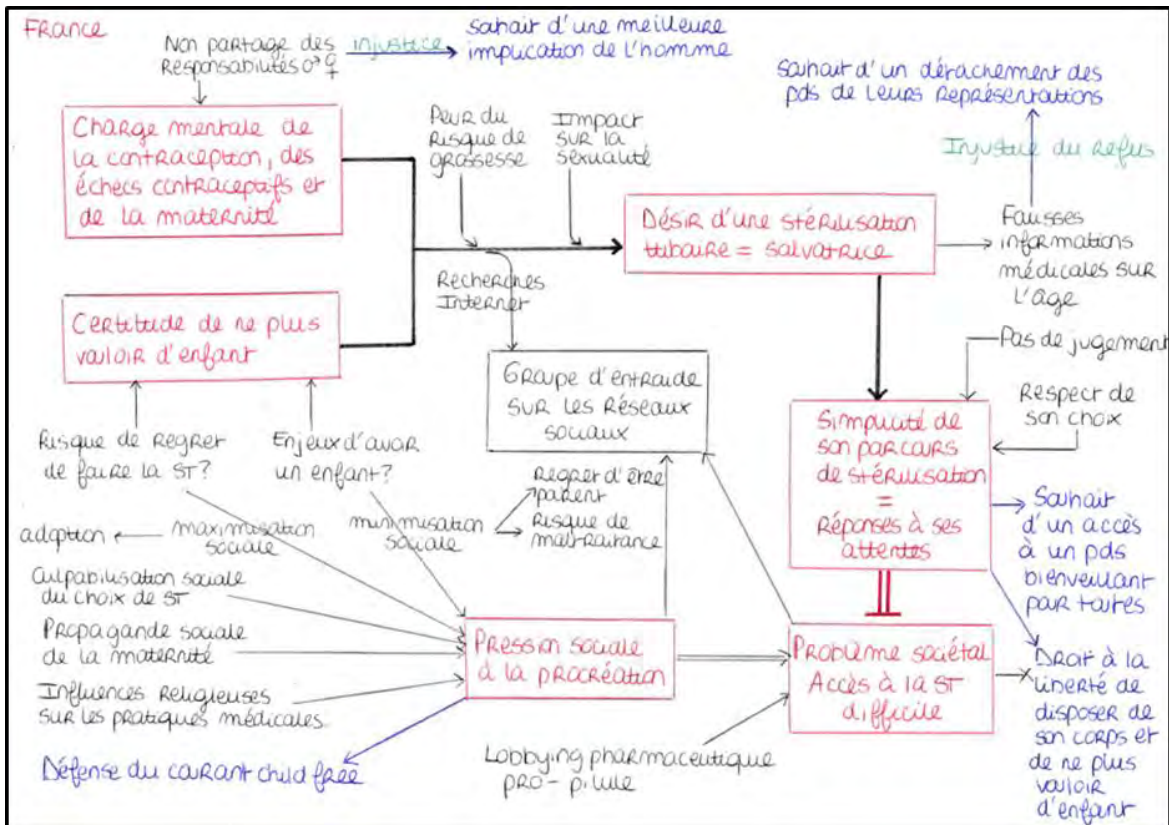 France
Non partage des
Responsabilités ♂ ♀
injustice
souhait d'une meilleure
implication de l'homme
souhait d'un détachement des
pds de leurs représentations
Injustice du refus
Charge mentale de
la contraception, des
échecs contraceptifs et
de la maternité
Peur du
risque de
grossesse
Impact
sur la
sexualité
Désir d'une stérilisation
tubaire = salvatrice
Fausses
informations
médicales sur
l'âge
Recherches
Internet
Certitude de ne plus
vouloir d'enfant
Groupe d'entraide
sur les réseaux
sociaux
Pas de jugement
Respect de
son choix
Simplicité de
son parcours
de stérilisation
=
Réponses à ses
attentes
Risque de regret
de faire la ST?
Enjeux d'avoir
un enfant?
adoption
maximisation
sociale
minimisation
sociale
Regret d'être
parent
Risque de
maltraitance
Souhait
d'un accès
à un pds
bienveillant
pour toutes
Culpabilisation sociale
du choix de ST
Propagande sociale
de la maternité
Influences religieuses
sur les pratiques médicales
Pression sociale
à la procréation
Problème sociétal
Accès à la ST
difficile
Droit à la
liberté de
disposer de
son corps et
de ne plus
vouloir
d'enfant
Défense du courant child free
Lobbying pharmaceutique
pro-pilule